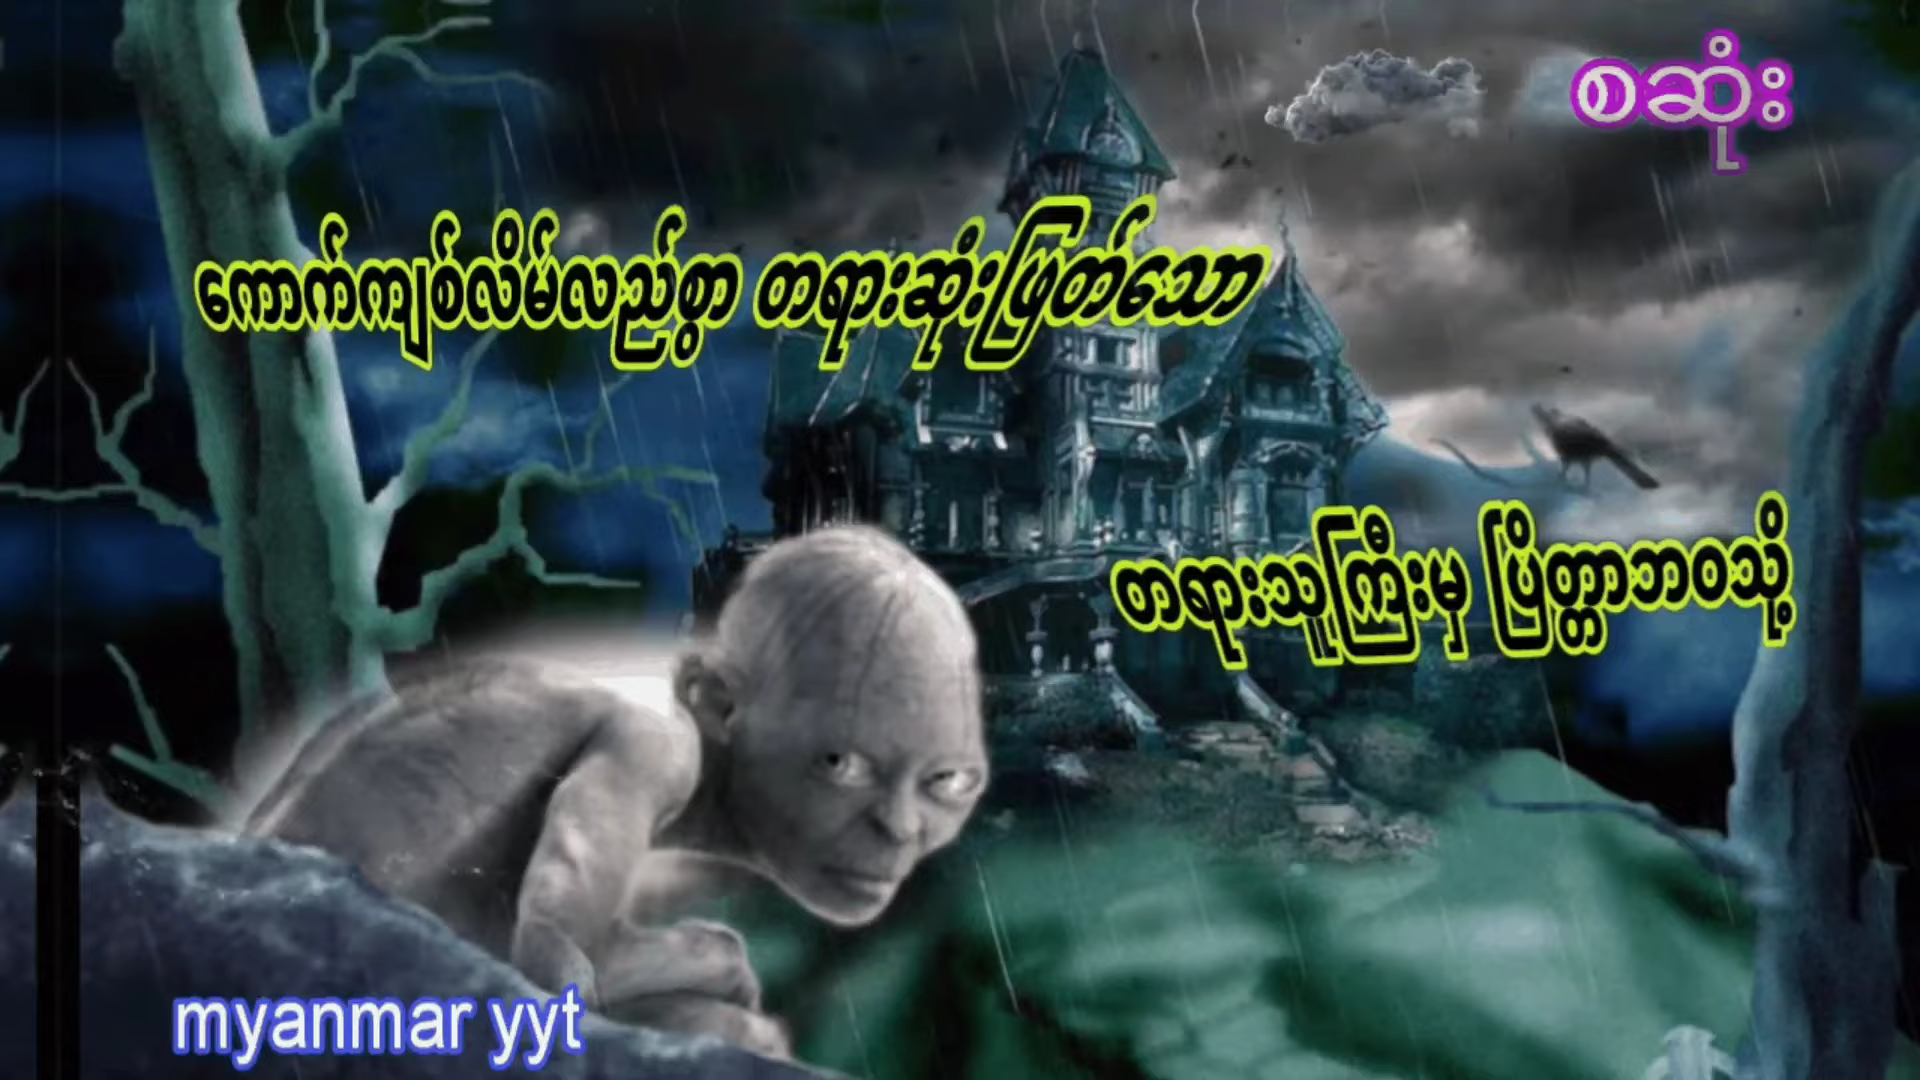 စဆုံး
ကောက်ကျစ်လိမ်လည်စွာ တရားဆုံးဖြတ်သော
တရားသူကြီးမှ ပြိတ္တာဘဝသို့
myanmar yyt